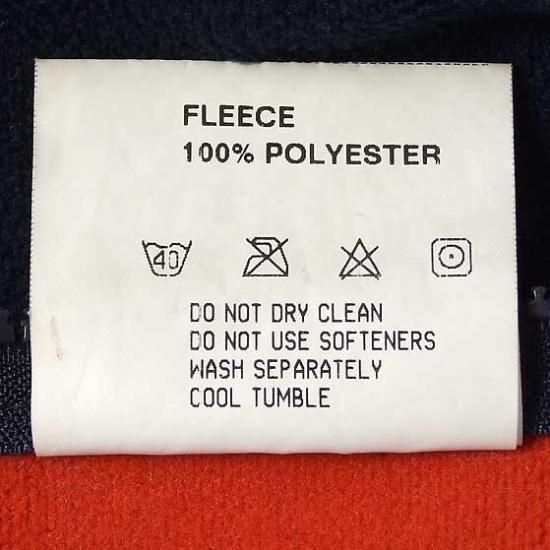 FLEECE
100% POLYESTER
40
DO NOT DRY CLEAN
DO NOT USE SOFTENERS
WASH SEPARATELY
COOL TUMBLE